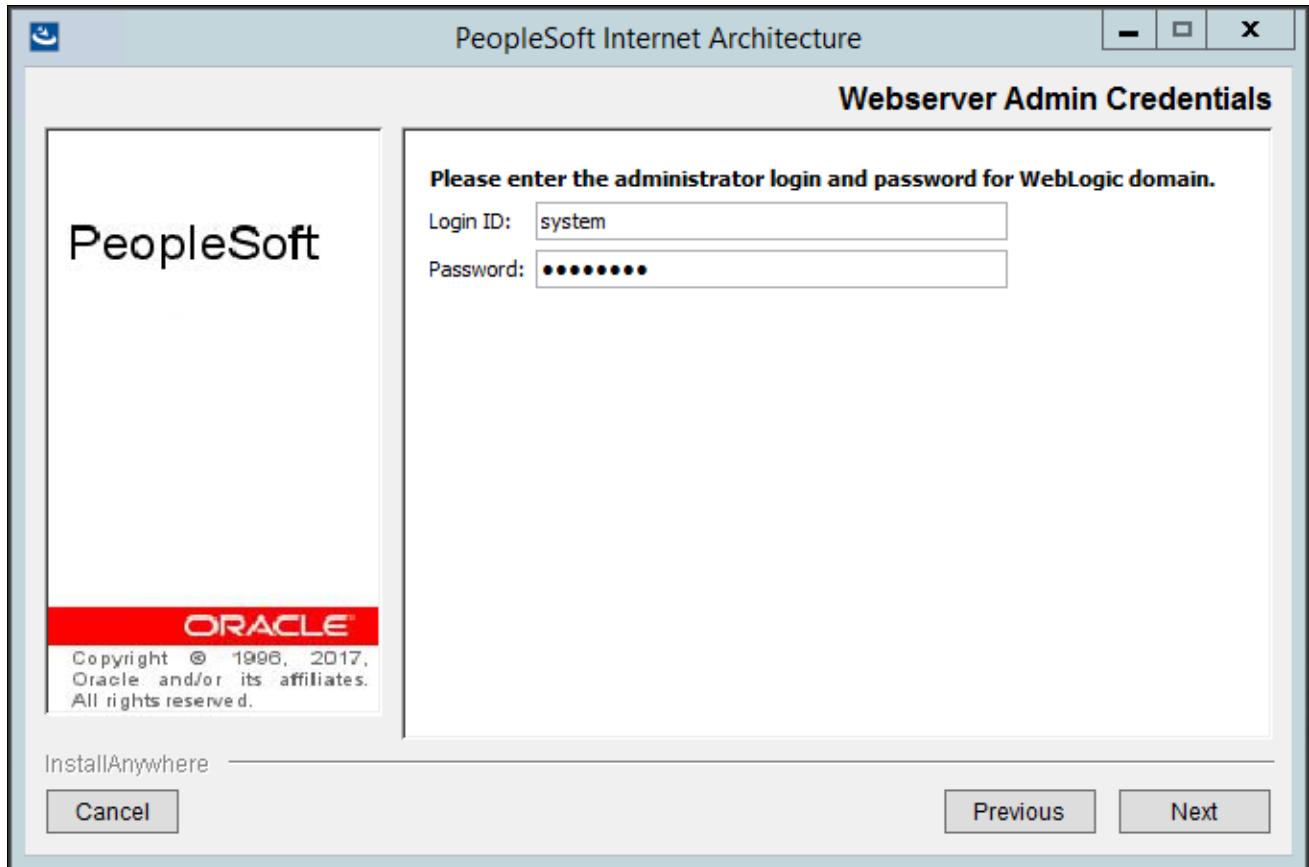 PeopleSoft Internet Architecture
Webserver Admin Credentials
PeopleSoft
ORACLE
Copyright © 1996, 2017,
Oracle and/or its affiliates.
All rights reserved.
Please enter the administrator login and password for WebLogic domain.
Login ID: system
Password: ••••••••
InstallAnywhere
Cancel
Previous
Next